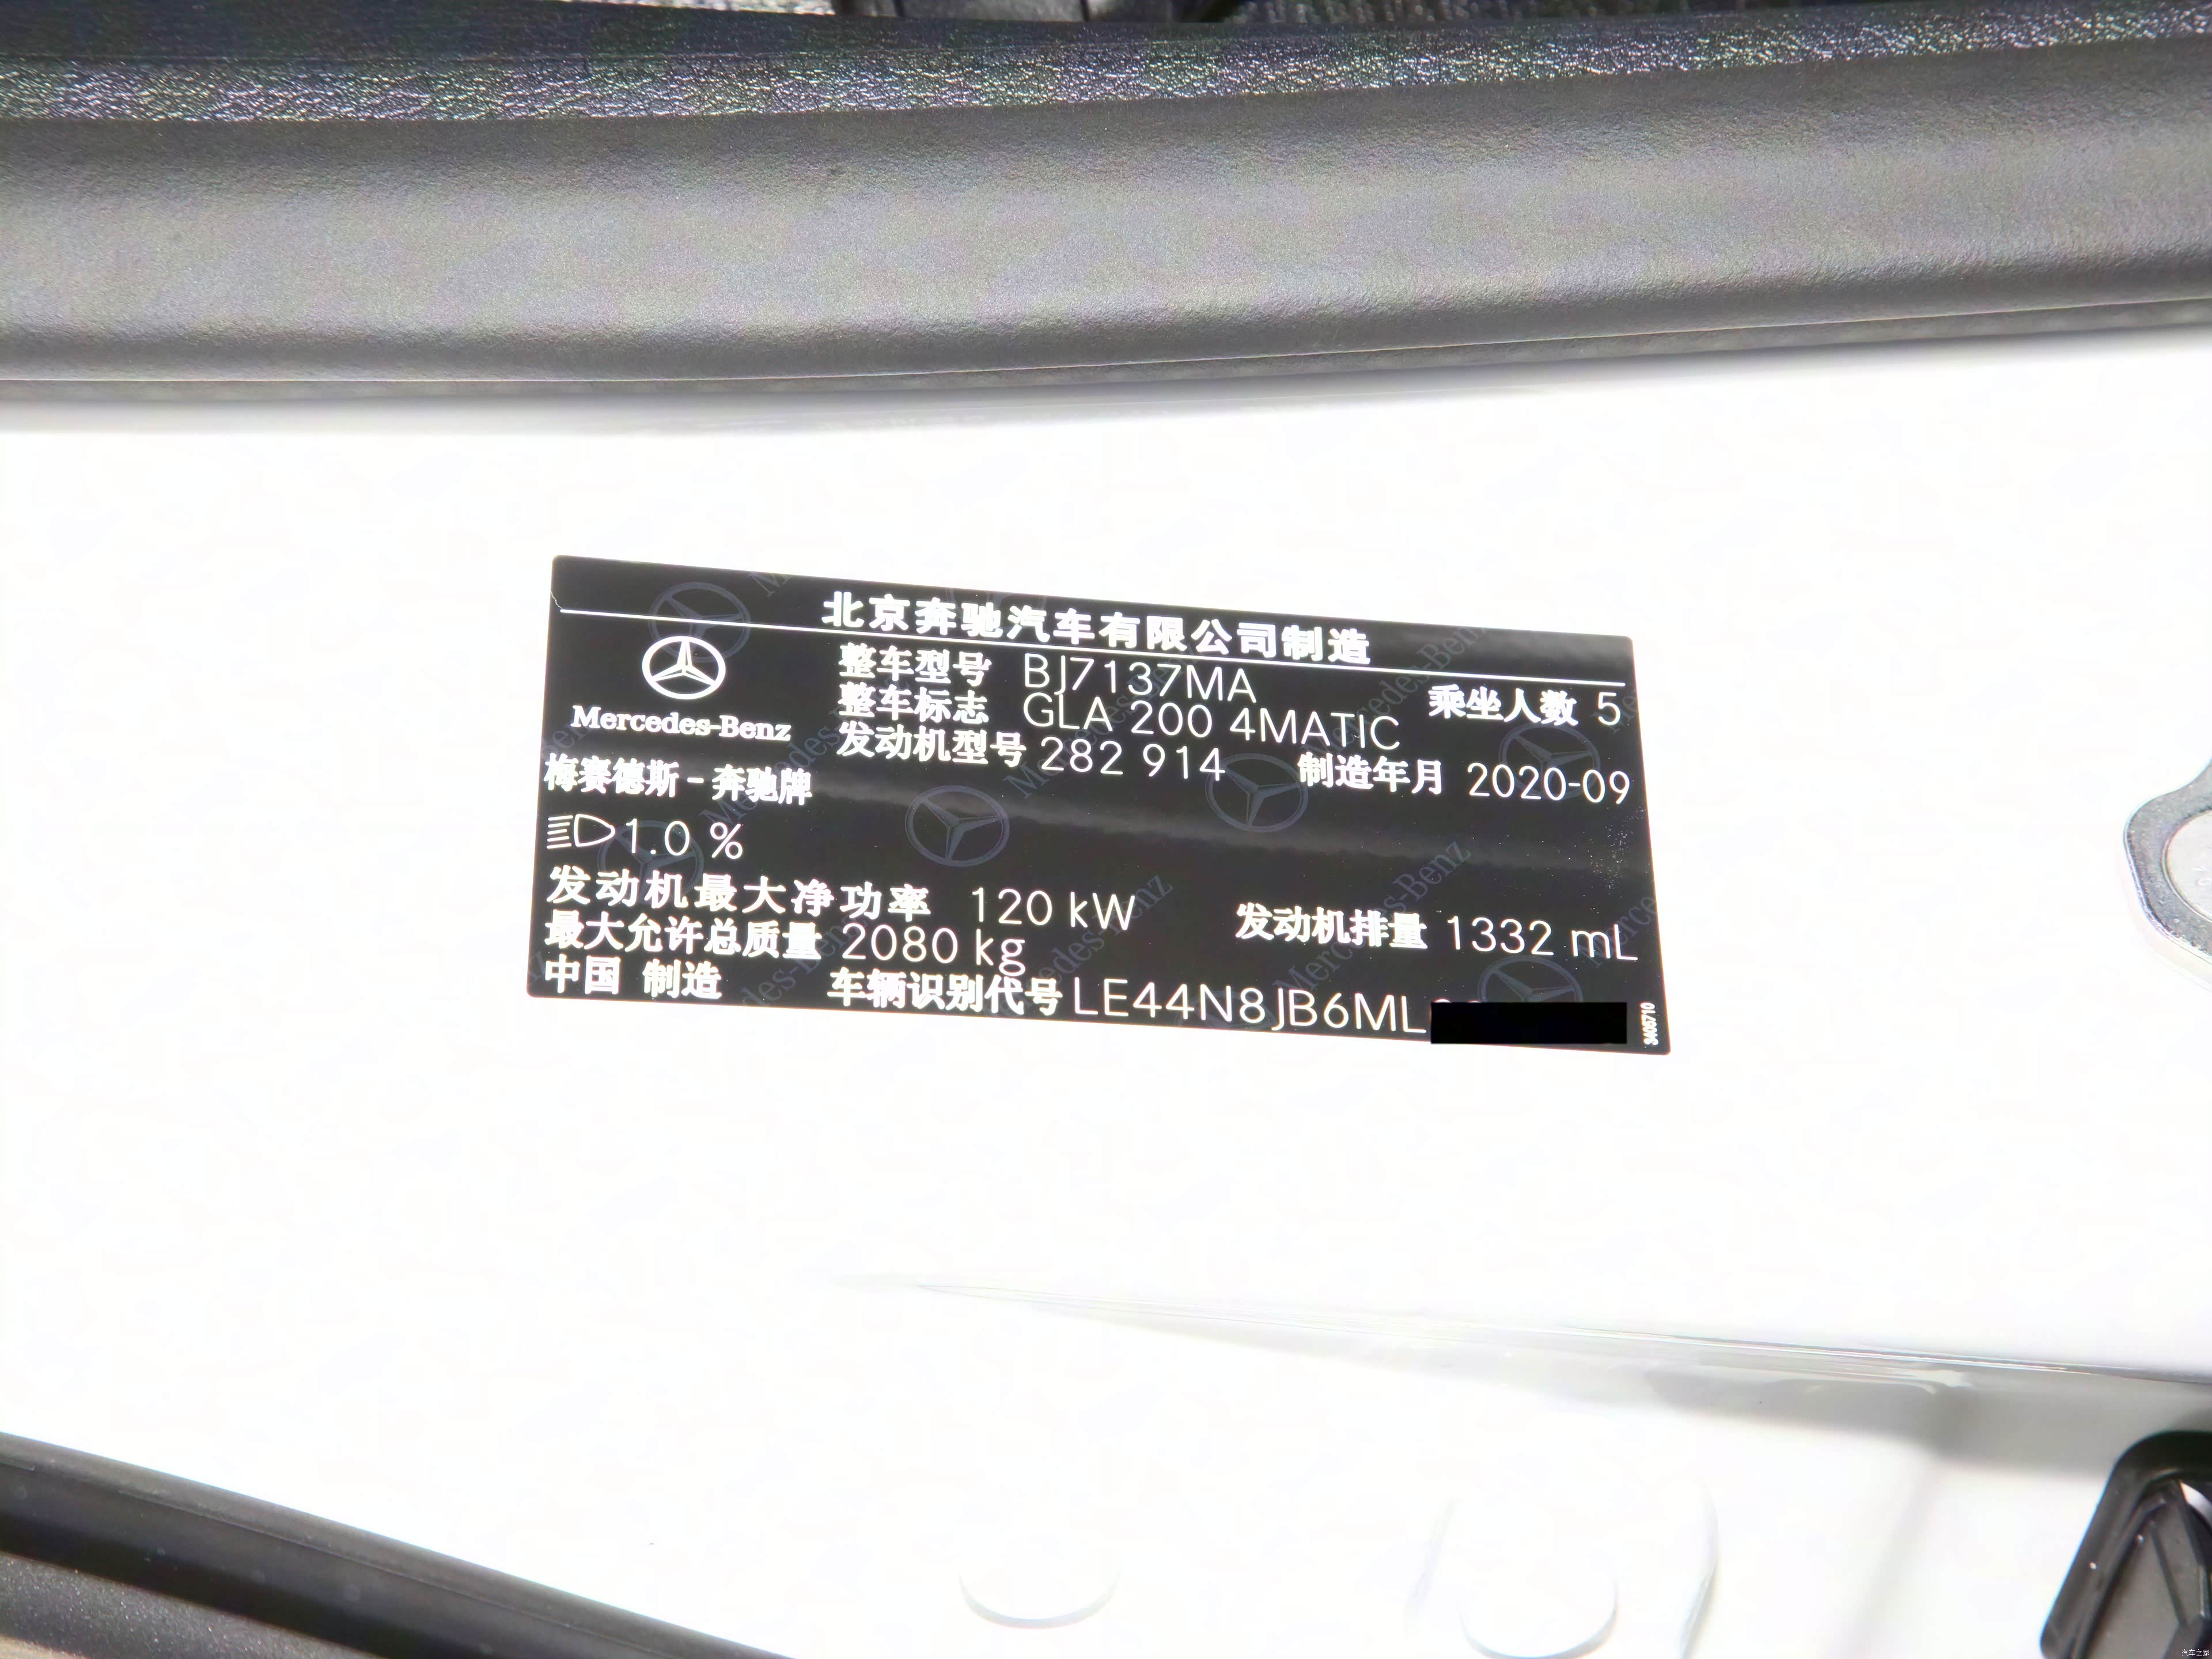 北京奔驰汽车有限公司制造
Mercedes-Benz
梅赛德斯-奔驰牌
整车型号 BJ7137MA 乘坐人数 5
整车标志 GLA 200 4MATIC
发动机型号 282 914 制造年月 2020-09
1.0 %
发动机最大净功率 120 kW 发动机排量 1332 mL
最大允许总质量 2080 kg
中国 制造 车辆识别代号 LE44N8JB6ML
汽车之家